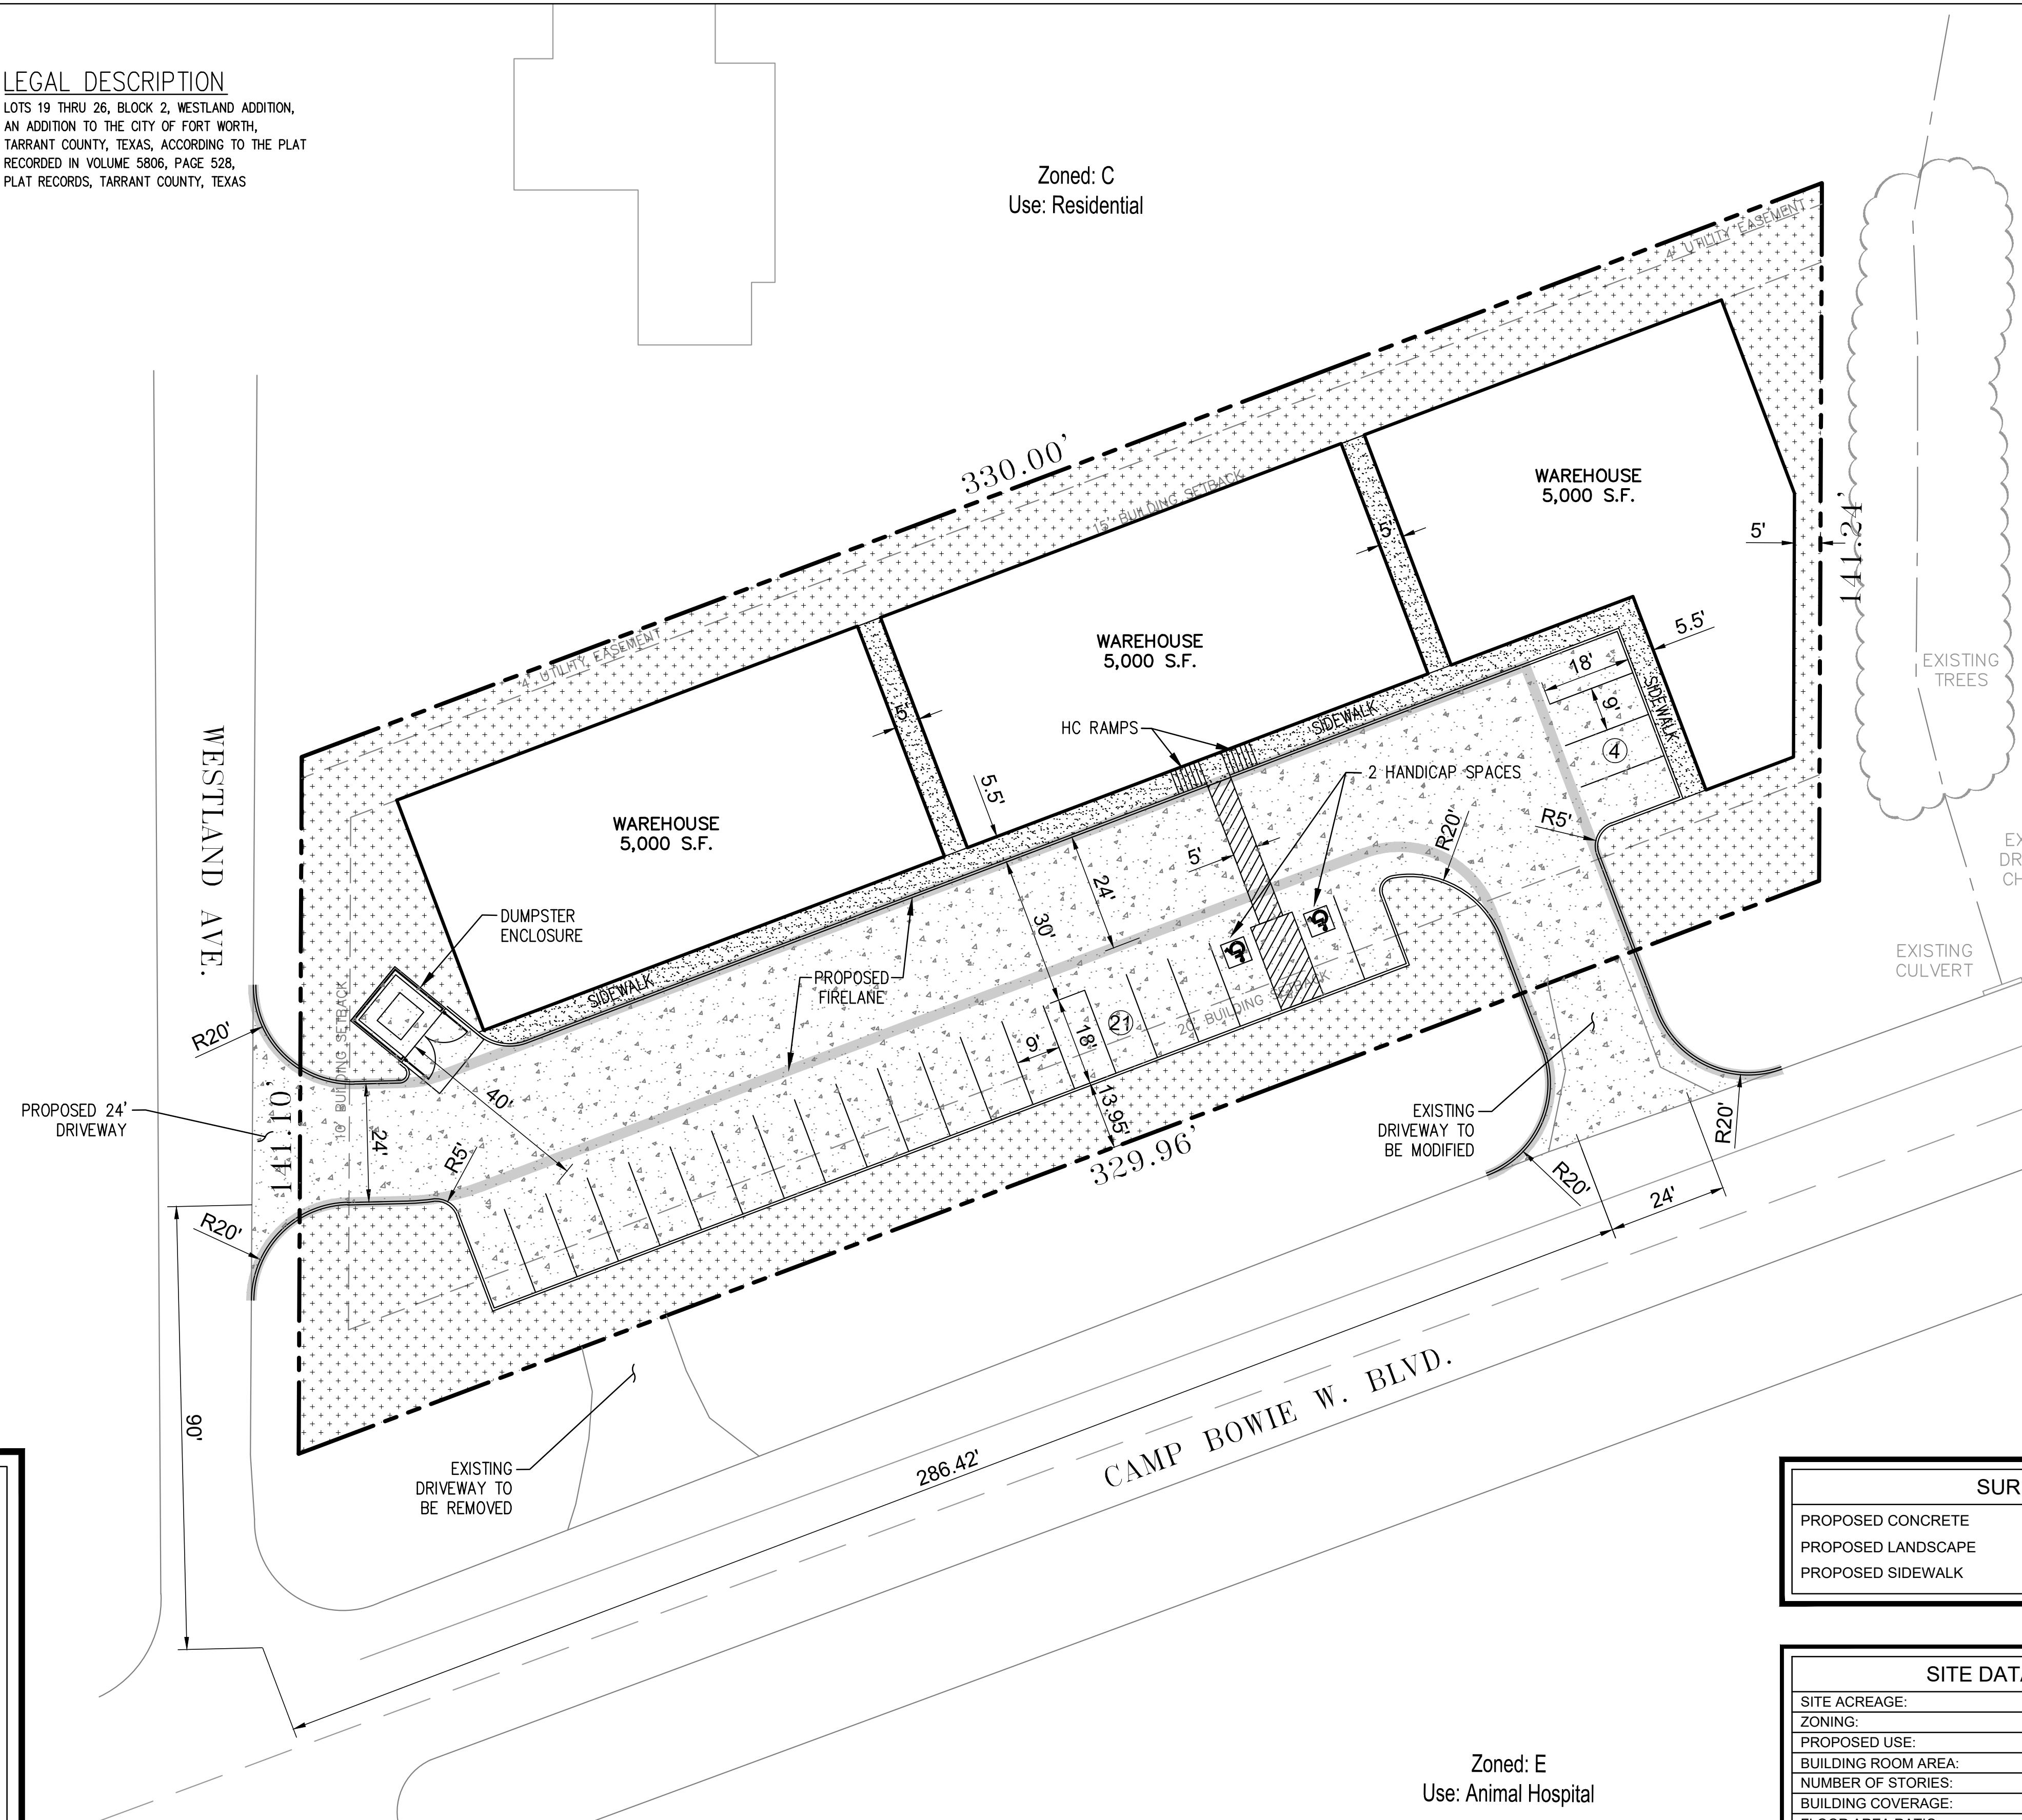 LEGAL DESCRIPTION
LOTS 19 THRU 26, BLOCK 2, WESTLAND ADDITION,
AN ADDITION TO THE CITY OF FORT WORTH,
TARRANT COUNTY, TEXAS, ACCORDING TO THE PLAT
RECORDED IN VOLUME 5806, PAGE 528,
PLAT RECORDS, TARRANT COUNTY, TEXAS
Zoned: C
Use: Residential
4' UTILITY EASEMENT
330.00'
15' BUILDING SETBACK
WAREHOUSE
5,000 S.F.
5'
5'
141.24'
4' UTILITY EASEMENT
WAREHOUSE
5,000 S.F.
5.5'
18'
9'
SIDEWALK
4
EXISTING
TREES
5'
HC RAMPS
SIDEWALK
2 HANDICAP SPACES
5.5'
R20'
R5'
WESTLAND AVE.
WAREHOUSE
5,000 S.F.
5'
24'
30'
DUMPSTER
ENCLOSURE
SIDEWALK
PROPOSED
FIRELANE
EXISTING
CULVERT
10' BUILDING SETBACK
20' BUILDING SETBACK
R20'
21
9'
18'
13.95'
40'
PROPOSED 24'
DRIVEWAY
141.10'
24'
R5'
329.96'
EXISTING
DRIVEWAY TO
BE MODIFIED
R20'
R20'
24'
R20'
90'
EXISTING
DRIVEWAY TO
BE REMOVED
286.42'
CAMP BOWIE W. BLVD.
SUR
PROPOSED CONCRETE
PROPOSED LANDSCAPE
PROPOSED SIDEWALK
Zoned: E
Use: Animal Hospital
SITE DATA
SITE ACREAGE:
ZONING:
PROPOSED USE:
BUILDING ROOM AREA:
NUMBER OF STORIES:
BUILDING COVERAGE: